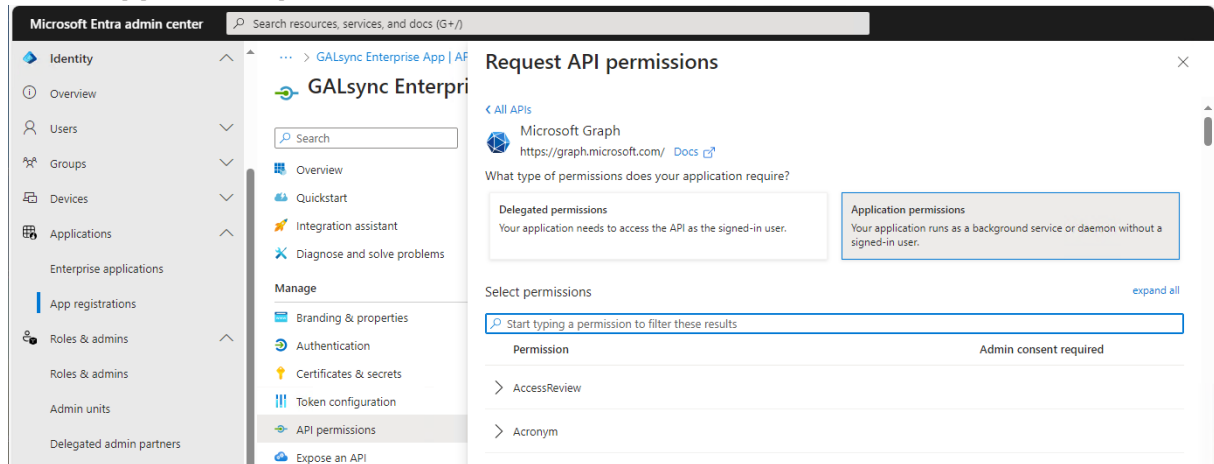 Microsoft Entra admin center
Search resources, services, and docs (G+/)
Identity
Overview
Users
Groups
Devices
Applications
Enterprise applications
App registrations
Roles & admins
Roles & admins
Admin units
Delegated admin partners
··· > GALsync Enterprise App | AP
GALsync Enterpri
Search
Overview
Quickstart
Integration assistant
Diagnose and solve problems
Manage
Branding & properties
Authentication
Certificates & secrets
Token configuration
API permissions
Expose an API
Request API permissions
All APIs
Microsoft Graph
https://graph.microsoft.com/ Docs
What type of permissions does your application require?
Delegated permissions
Your application needs to access the API as the signed-in user.
Application permissions
Your application runs as a background service or daemon without a
signed-in user.
Select permissions
expand all
Start typing a permission to filter these results
Permission
Admin consent required
AccessReview
Acronym